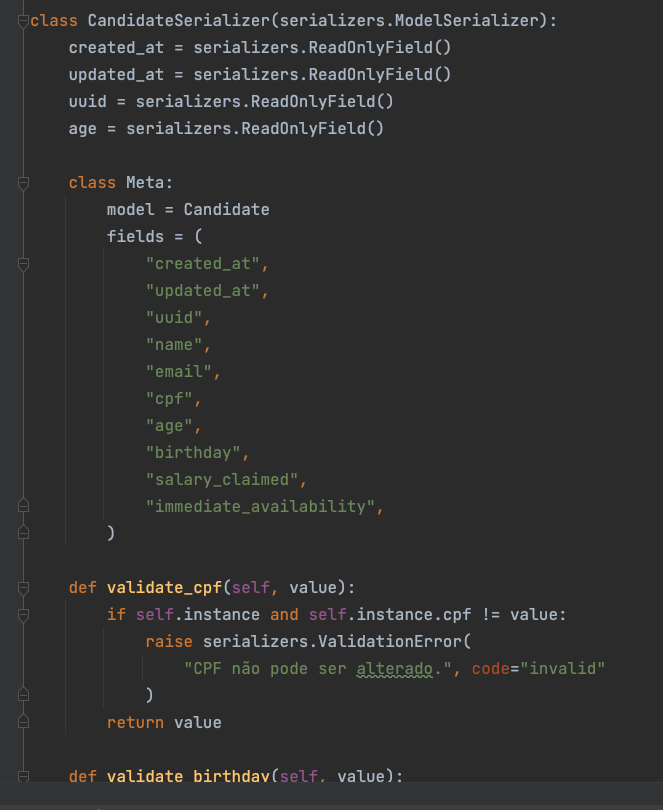 class CandidateSerializer(serializers.ModelSerializer):
    created_at = serializers.ReadOnlyField()
    updated_at = serializers.ReadOnlyField()
    uuid = serializers.ReadOnlyField()
    age = serializers.ReadOnlyField()

    class Meta:
        model = Candidate
        fields = (
            "created_at",
            "updated_at",
            "uuid",
            "name",
            "email",
            "cpf",
            "age",
            "birthday",
            "salary_claimed",
            "immediate_availability",
        )

    def validate_cpf(self, value):
        if self.instance and self.instance.cpf != value:
            raise serializers.ValidationError(
                "CPF não pode ser alterado.", code="invalid"
            )
        return value

    def validate_birthday(self, value):